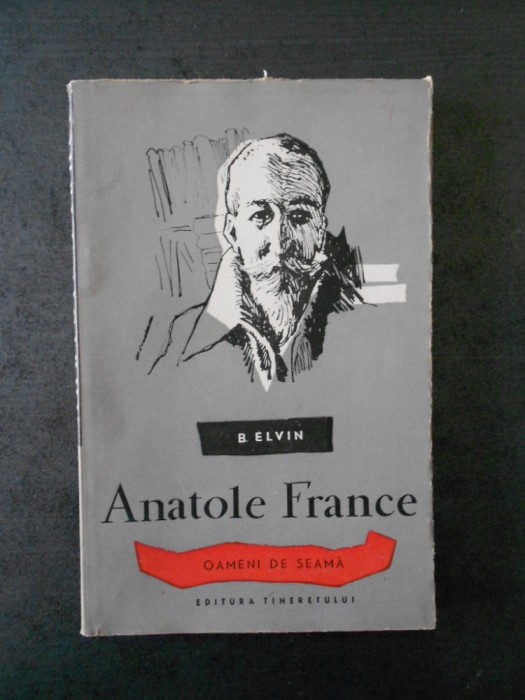 B. ELVIN
Anatole France
OAMENI DE SEAMĂ
EDITURA TINERETULUI